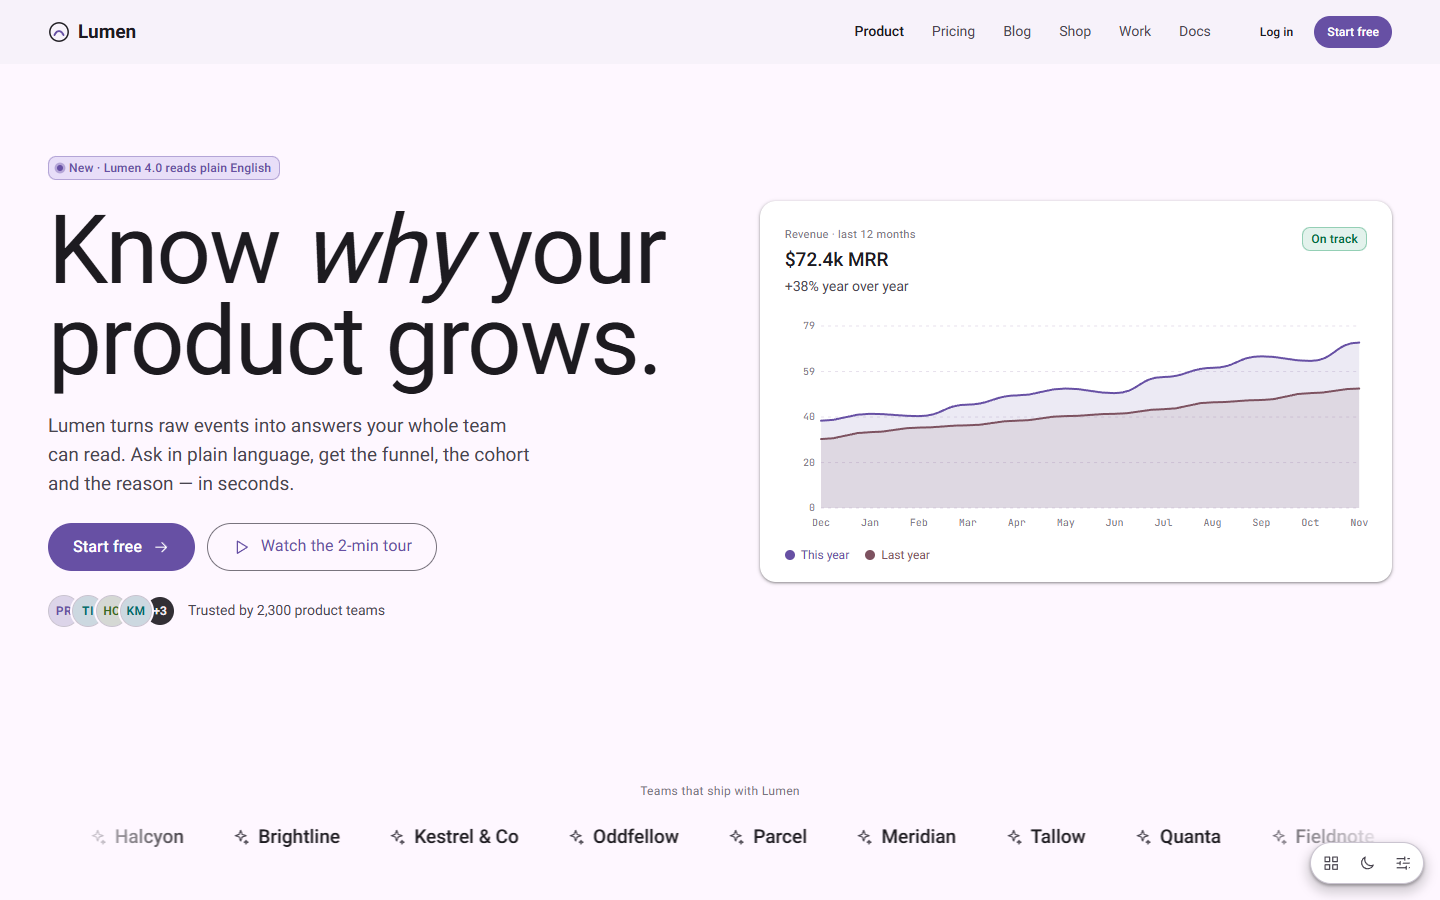 Lumen
Product Pricing Blog Shop Work Docs Log in Start free
New · Lumen 4.0 reads plain English
Know why your
product grows.
Lumen turns raw events into answers your whole team
can read. Ask in plain language, get the funnel, the cohort
and the reason — in seconds.
Start free
Watch the 2-min tour
PR TI HO KM +3 Trusted by 2,300 product teams
Revenue · last 12 months
On track
$72.4k MRR
+38% year over year
79
59
40
20
0
Dec Jan Feb Mar Apr May Jun Jul Aug Sep Oct Nov
This year Last year
Teams that ship with Lumen
Halcyon Brightline Kestrel & Co Oddfellow Parcel Meridian Tallow Quanta Fieldnote